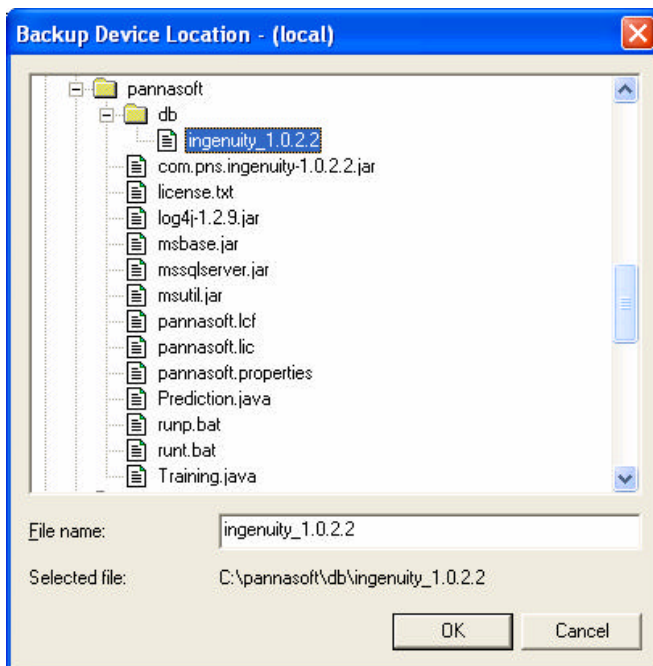 Backup Device Location - (local)
pannasoft
db
ingenuity_1.0.2.2
com.pns.ingenuity-1.0.2.2.jar
license.txt
log4j-1.2.9.jar
msbase.jar
mssqlserver.jar
msutil.jar
pannasoft.lcf
pannasoft.lic
pannasoft.properties
Prediction.java
runp.bat
runt.bat
Training.java
File name: ingenuity_1.0.2.2
Selected file: C:\pannasoft\db\ingenuity_1.0.2.2
OK Cancel